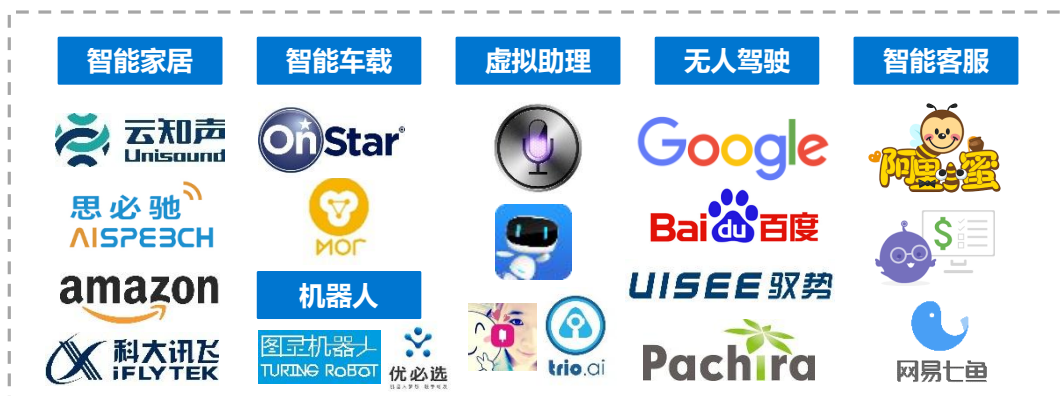 智能家居
云知声
Unisound
思必驰
AISPEECH
amazon
科大讯飞
iFLYTEK
智能车载
OnStar
机器人
图灵机器人
TURING ROBOT
优必选
虚拟助理
trio.ai
无人驾驶
Google
Bai du 百度
UISEE 驭势
Pachira
智能客服
阿里小蜜
$
网易七鱼